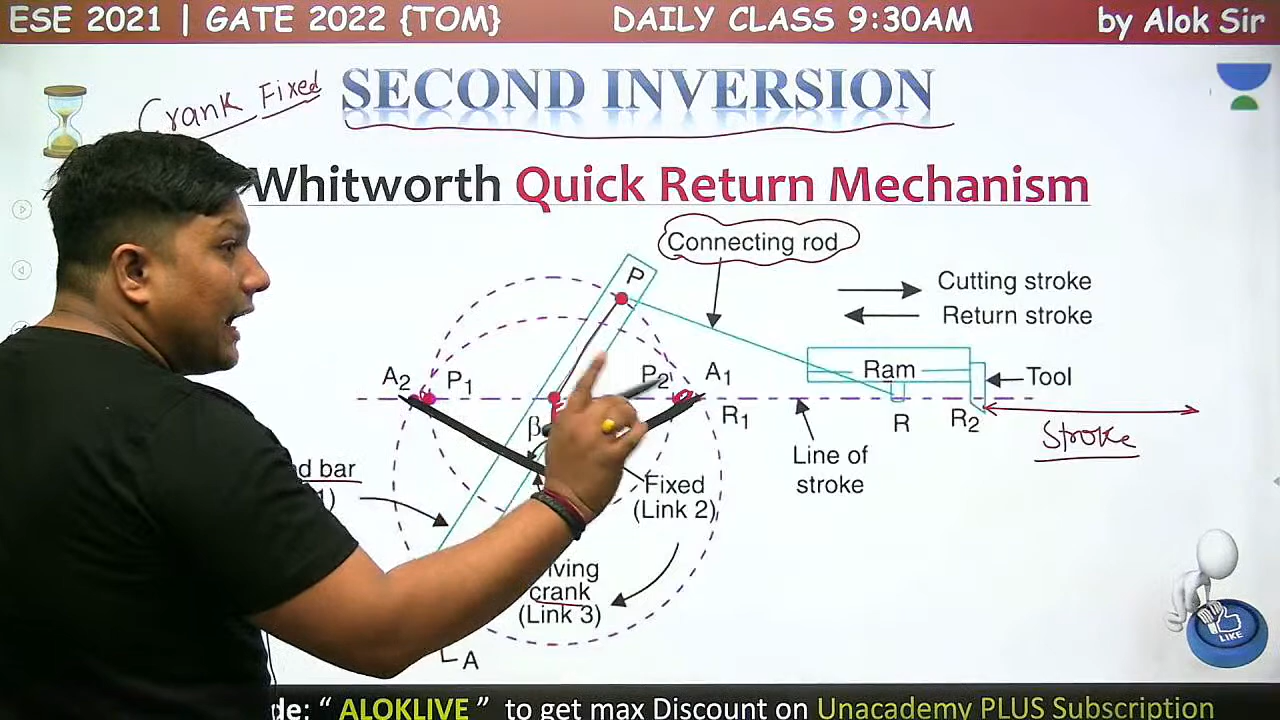 ESE 2021 | GATE 2022 {TOM} DAILY CLASS 9:30AM by Alok Sir
Crank Fixed
SECOND INVERSION
Whitworth Quick Return Mechanism
Connecting rod
P
Cutting stroke
Return stroke
A2 P1 P2 A1
Ram
Tool
β
R1 R R2
Stroke
Line of
stroke
bar
Fixed
(Link 2)
crank
(Link 3)
A
LIKE
"ALOKLIVE" to get max Discount on Unacademy PLUS Subscription